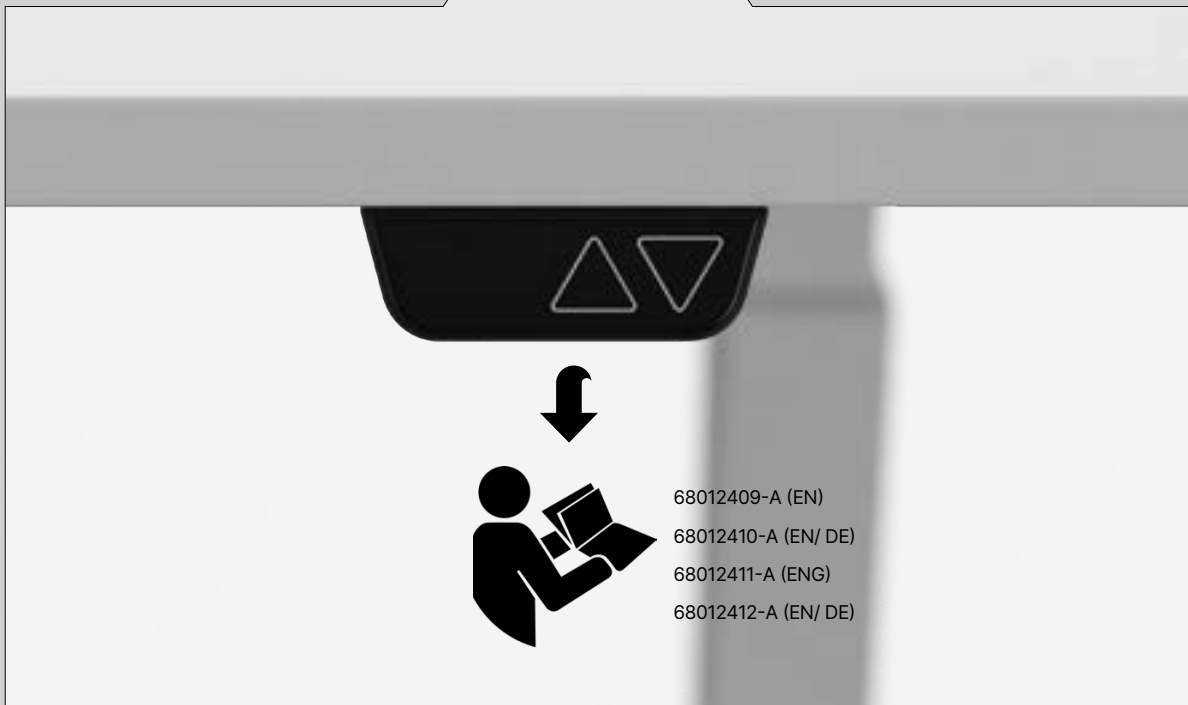 68012409-A (EN)
68012410-A (EN/ DE)
68012411-A (ENG)
68012412-A (EN/ DE)